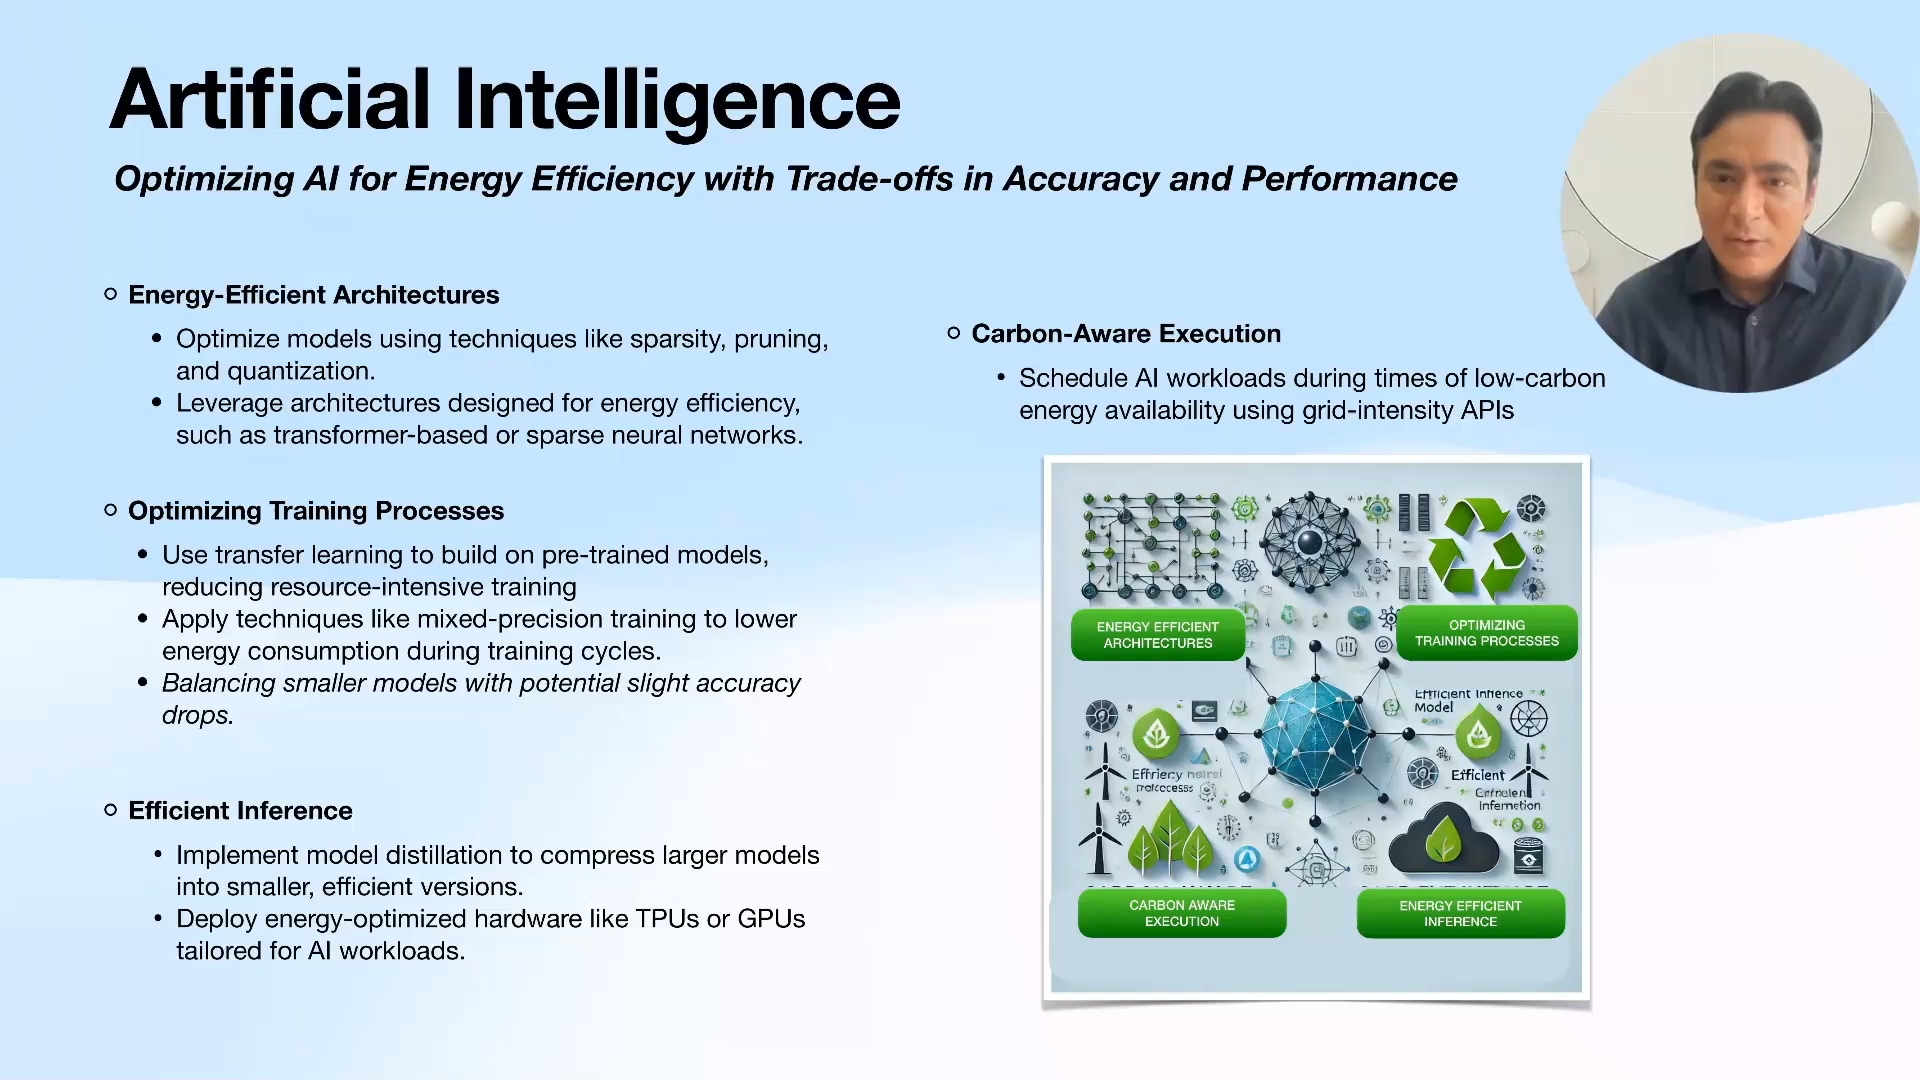 Artificial Intelligence
Optimizing AI for Energy Efficiency with Trade-offs in Accuracy and Performance
Energy-Efficient Architectures
Optimize models using techniques like sparsity, pruning,
and quantization.
Leverage architectures designed for energy efficiency,
such as transformer-based or sparse neural networks.
Optimizing Training Processes
Use transfer learning to build on pre-trained models,
reducing resource-intensive training
Apply techniques like mixed-precision training to lower
energy consumption during training cycles.
Balancing smaller models with potential slight accuracy
drops.
Efficient Inference
Implement model distillation to compress larger models
into smaller, efficient versions.
Deploy energy-optimized hardware like TPUs or GPUs
tailored for AI workloads.
Carbon-Aware Execution
Schedule AI workloads during times of low-carbon
energy availability using grid-intensity APIs
ENERGY EFFICIENT
ARCHITECTURES
OPTIMIZING
TRAINING PROCESSES
Model
Efficient
CARBON AWARE
EXECUTION
ENERGY EFFICIENT
INFERENCE